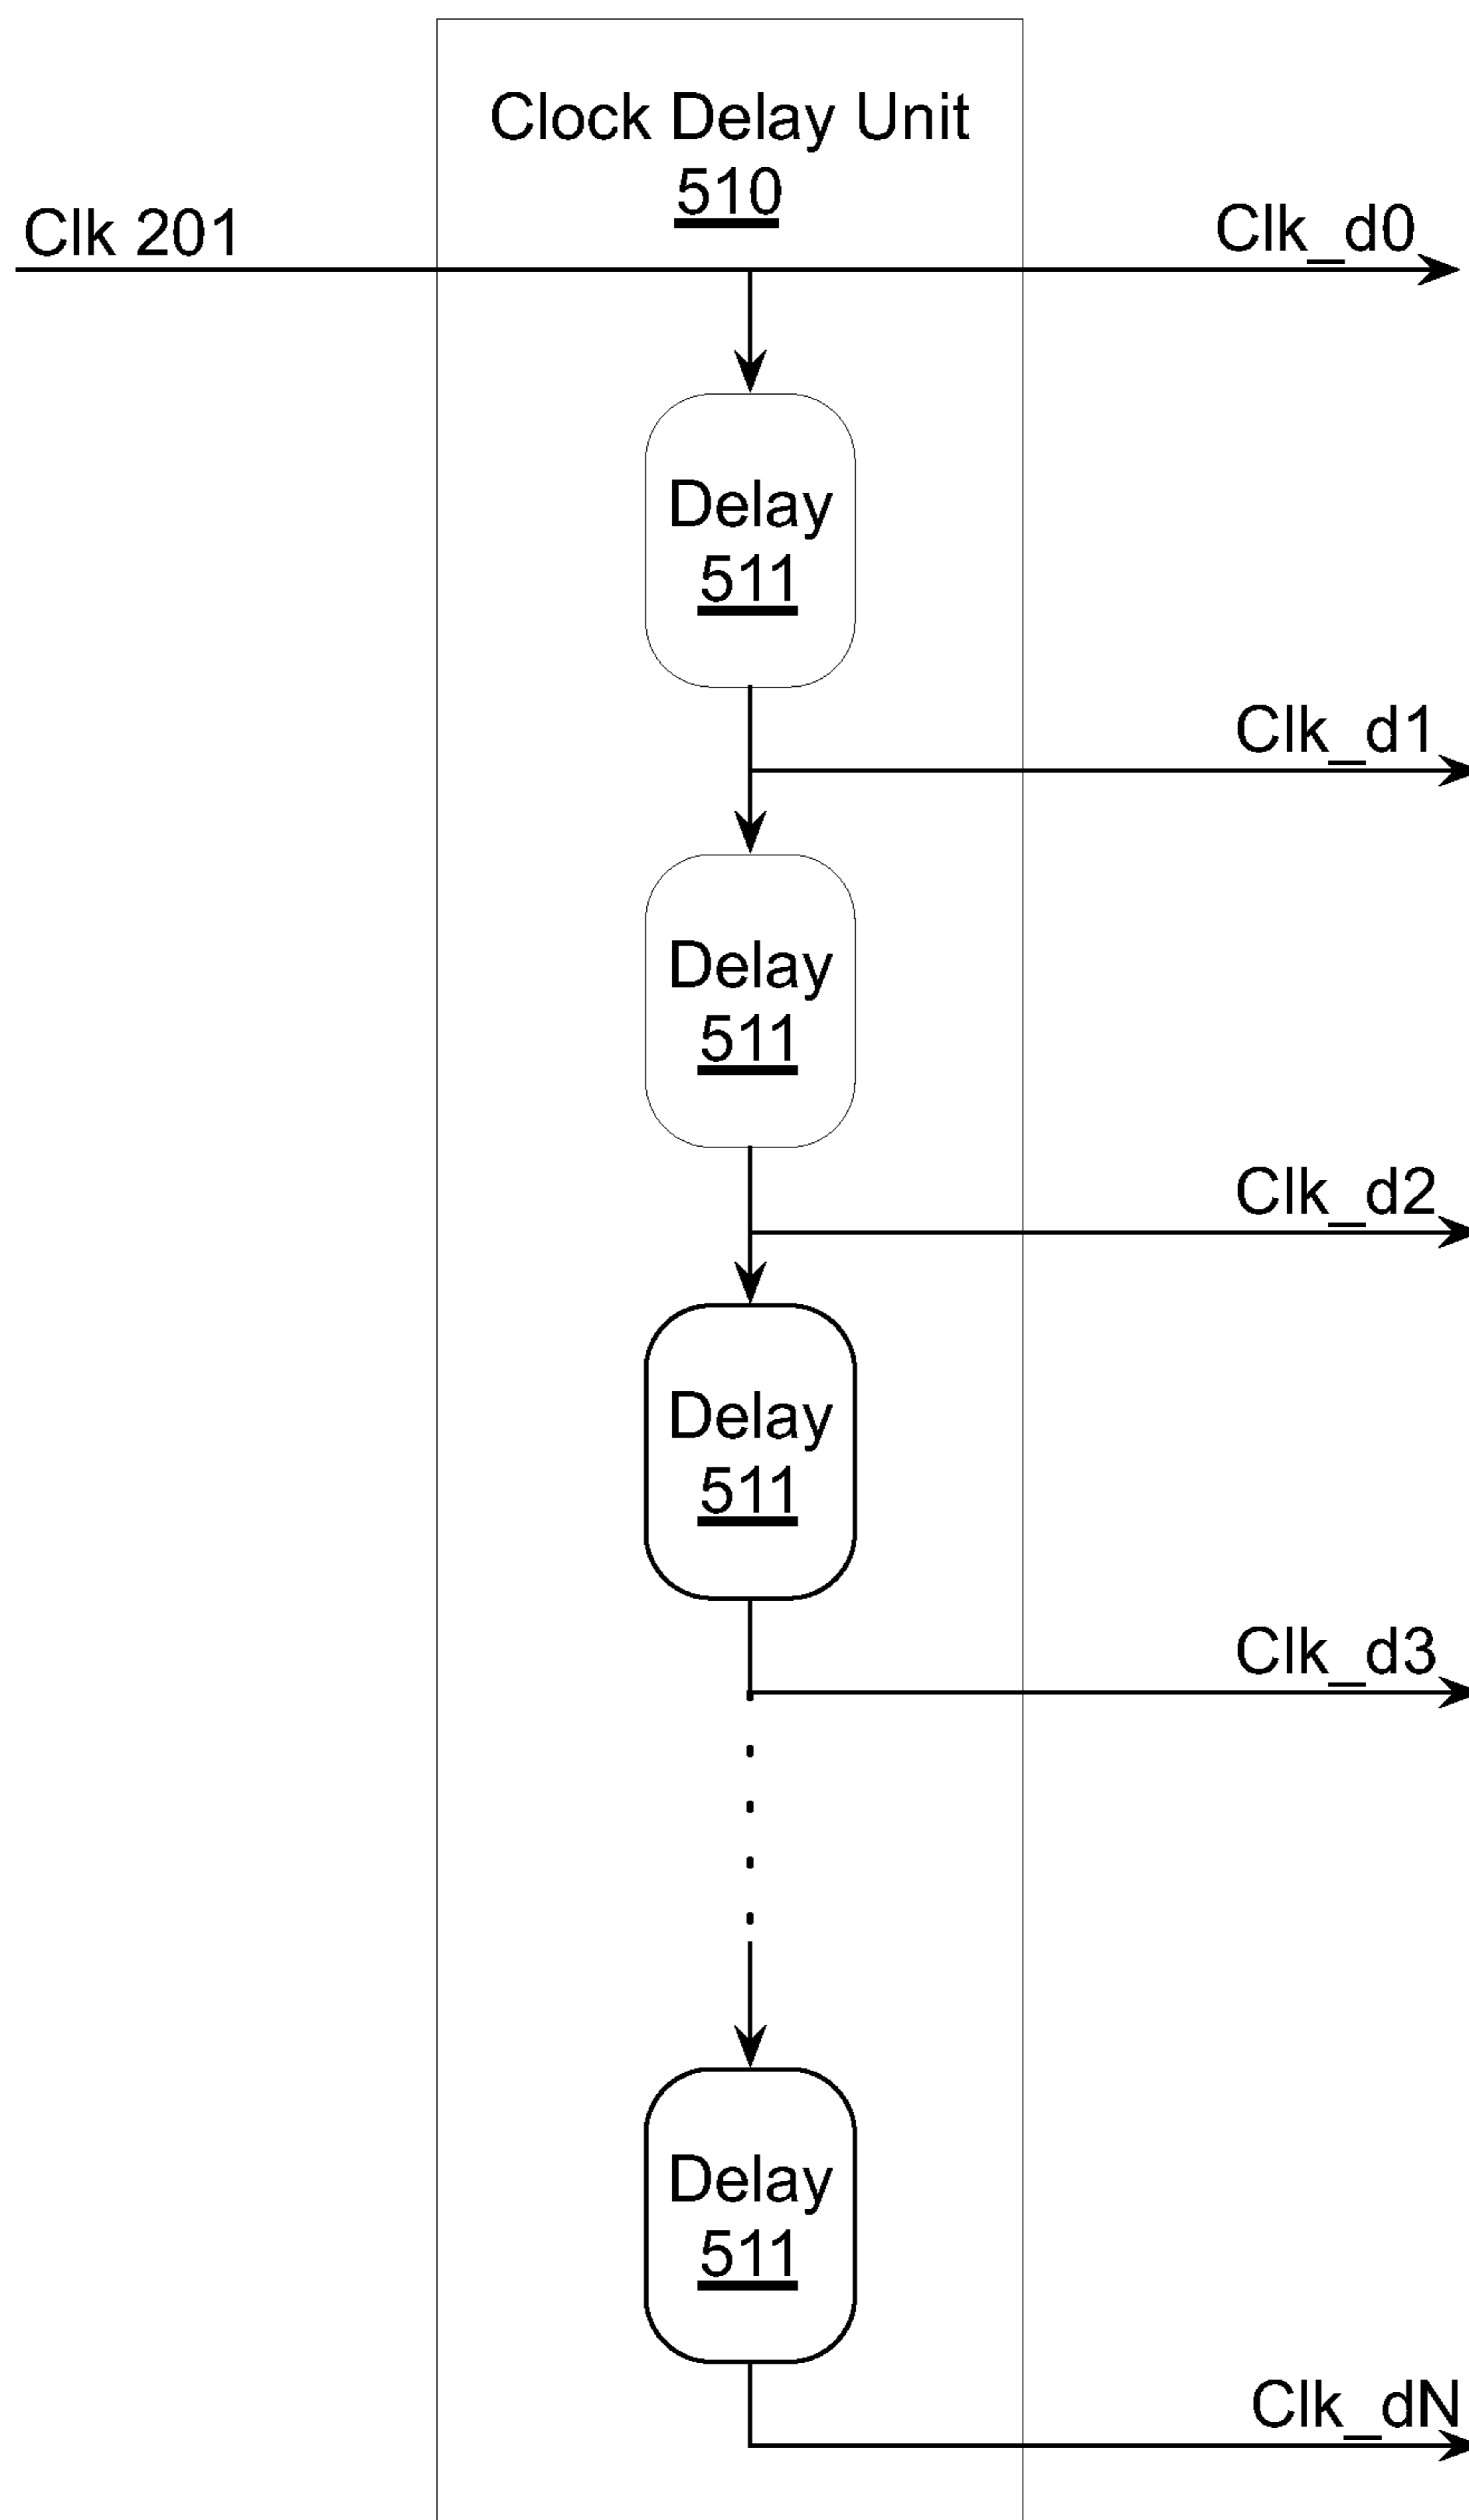 Clock Delay Unit
510
Clk 201
Clk_d0
Delay
511
Clk_d1
Delay
511
Clk_d2
Delay
511
Clk_d3
Delay
511
Clk_dN